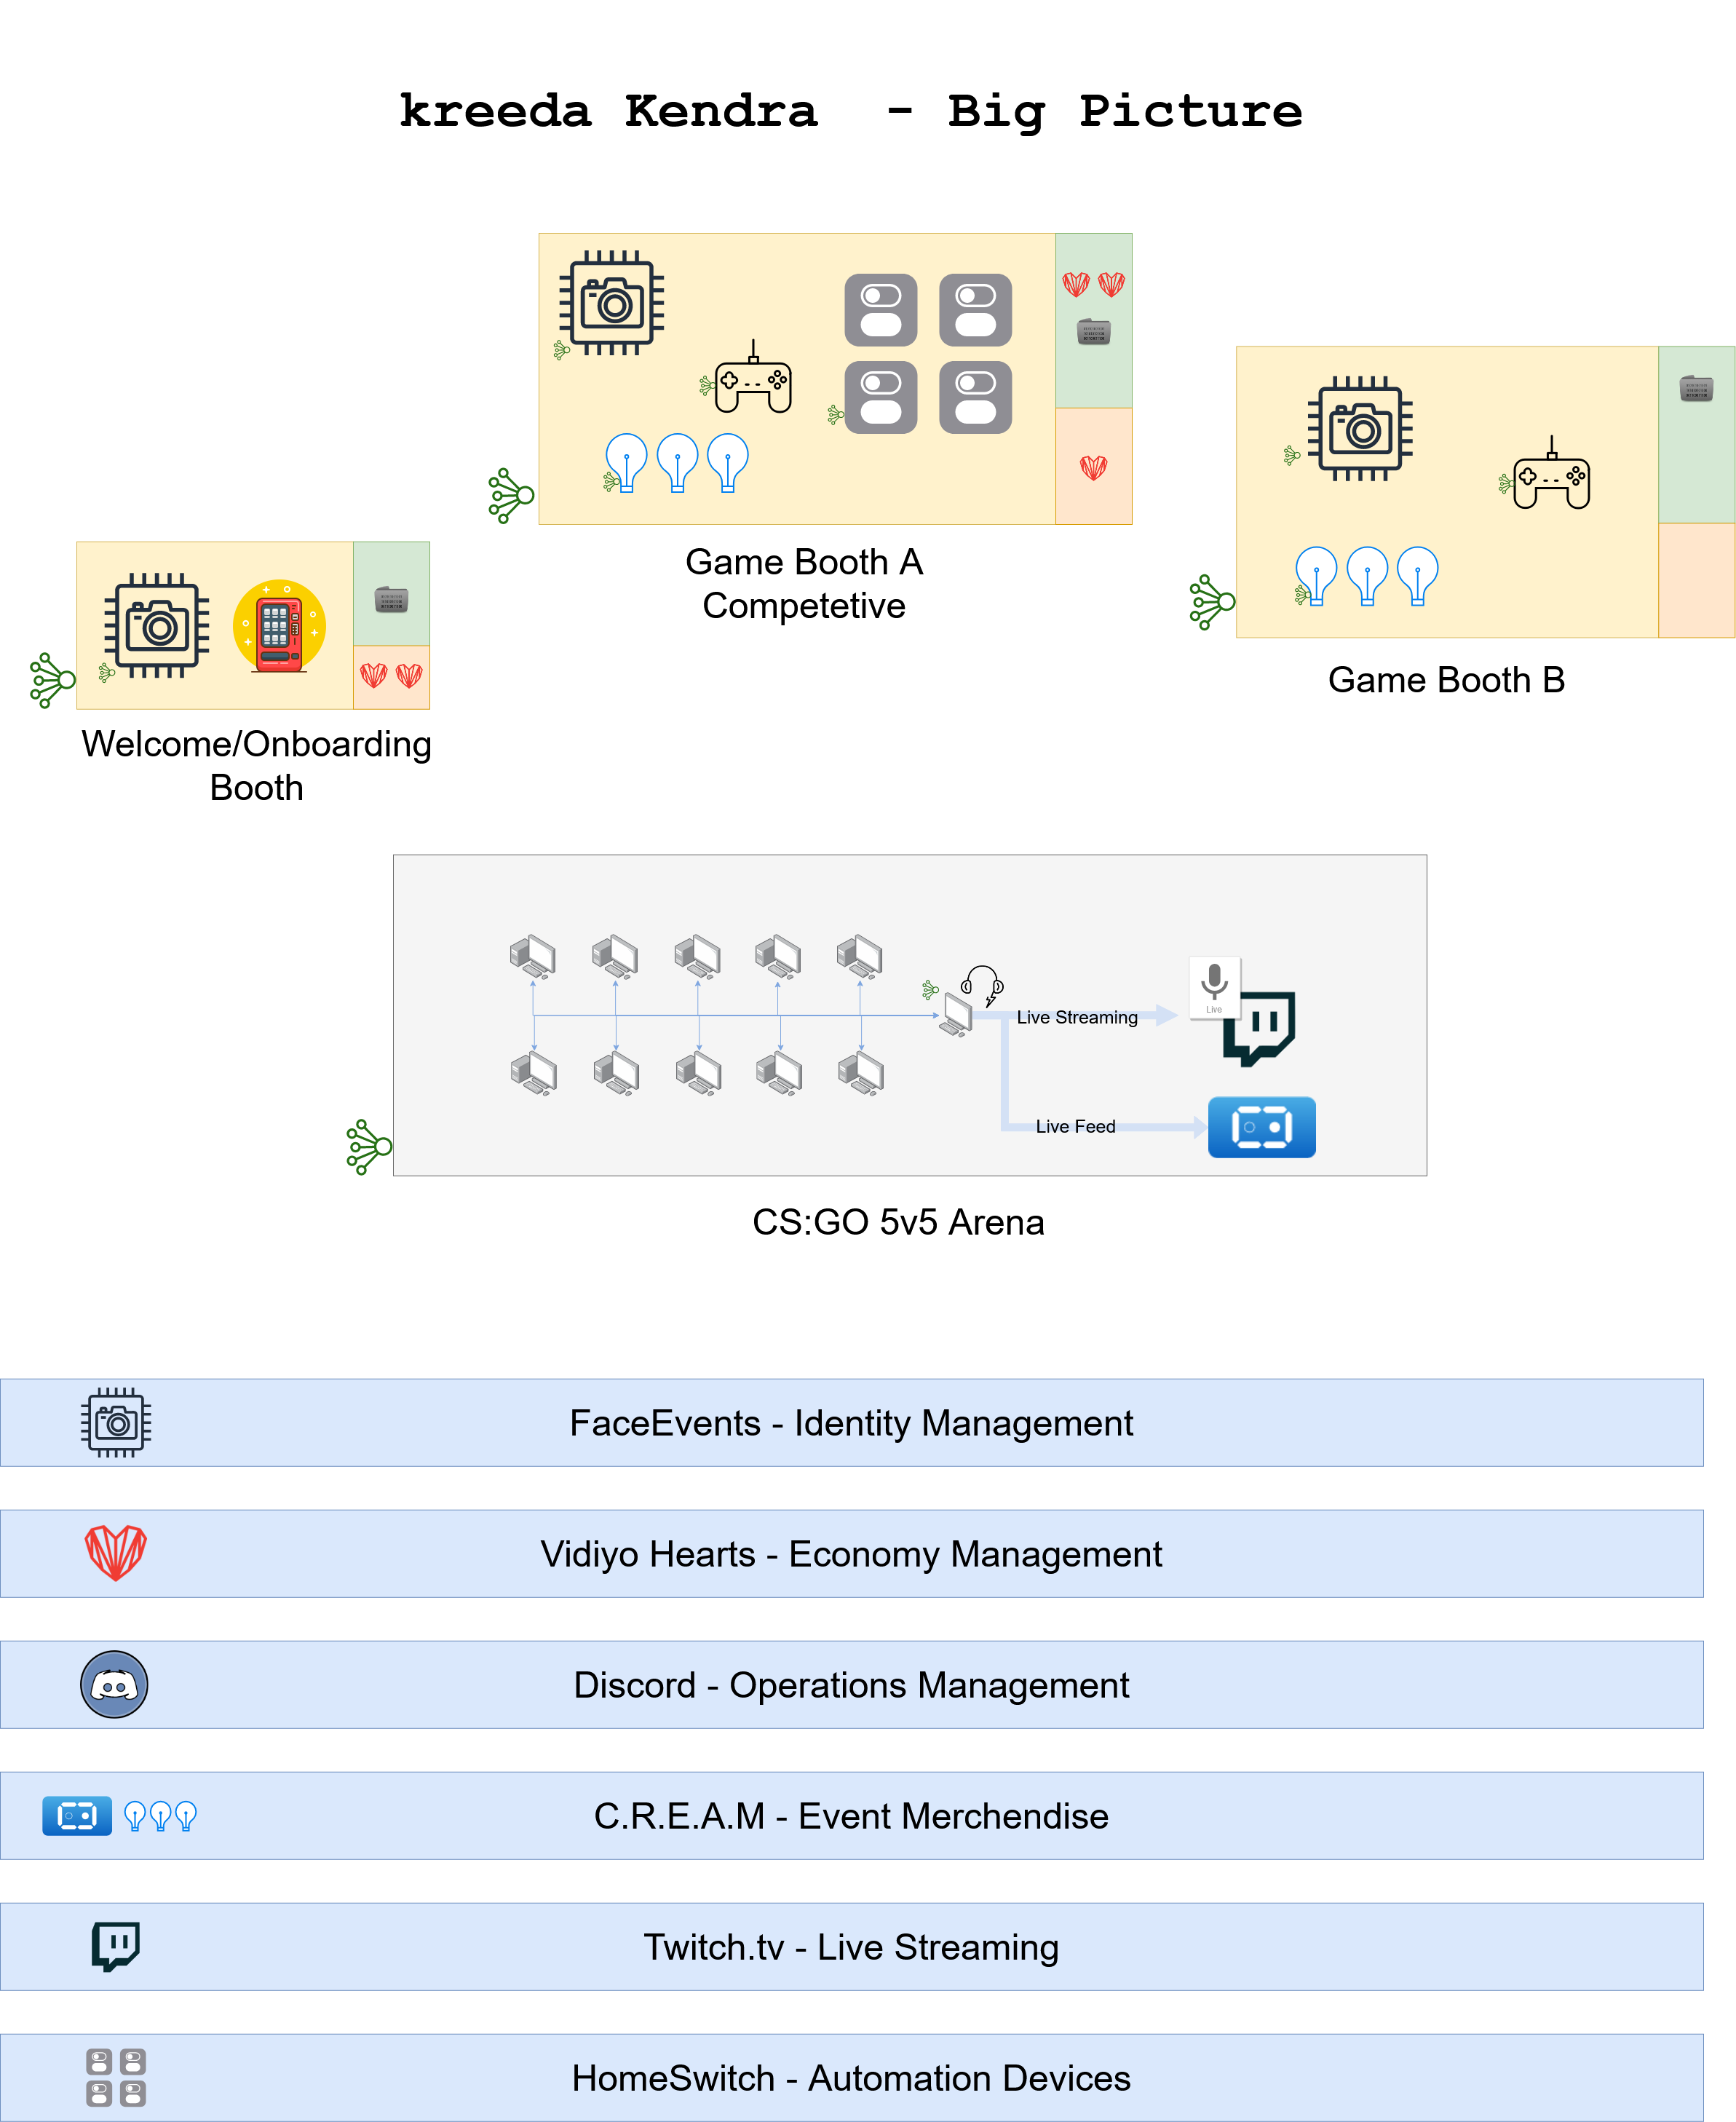 kreeda Kendra  - Big Picture
Game Booth A
Competetive
Game Booth B
Welcome/Onboarding
Booth
Live Streaming
Live
Live Feed
CS:GO 5v5 Arena
FaceEvents - Identity Management
Vidiyo Hearts - Economy Management
Discord - Operations Management
C.R.E.A.M - Event Merchendise
Twitch.tv - Live Streaming
HomeSwitch - Automation Devices